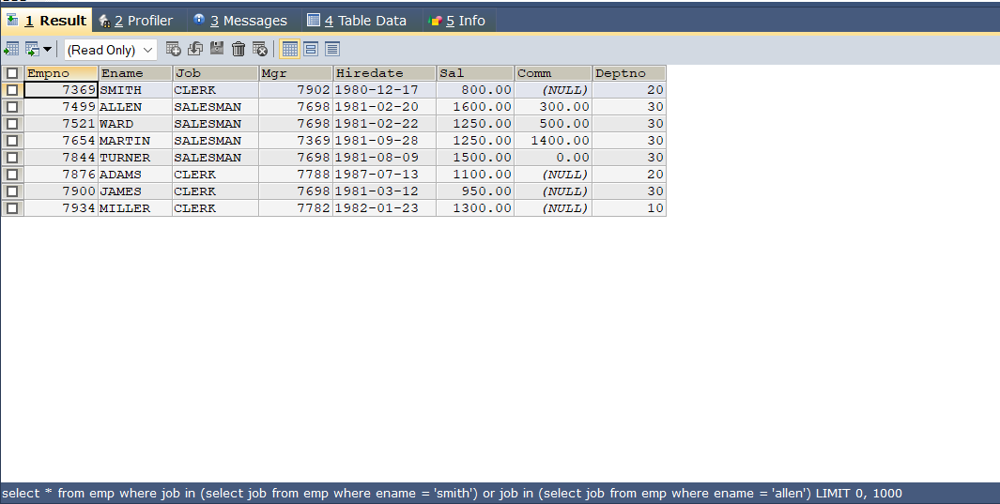 1 Result 2 Profiler 3 Messages 4 Table Data 5 Info
(Read Only)
Empno Ename Job Mgr Hiredate Sal Comm Deptno
7369 SMITH CLERK 7902 1980-12-17 800.00 (NULL) 20
7499 ALLEN SALESMAN 7698 1981-02-20 1600.00 300.00 30
7521 WARD SALESMAN 7698 1981-02-22 1250.00 500.00 30
7654 MARTIN SALESMAN 7369 1981-09-28 1250.00 1400.00 30
7844 TURNER SALESMAN 7698 1981-08-09 1500.00 0.00 30
7876 ADAMS CLERK 7788 1987-07-13 1100.00 (NULL) 20
7900 JAMES CLERK 7698 1981-03-12 950.00 (NULL) 30
7934 MILLER CLERK 7782 1982-01-23 1300.00 (NULL) 10
select * from emp where job in (select job from emp where ename = 'smith') or job in (select job from emp where ename = 'allen') LIMIT 0, 1000